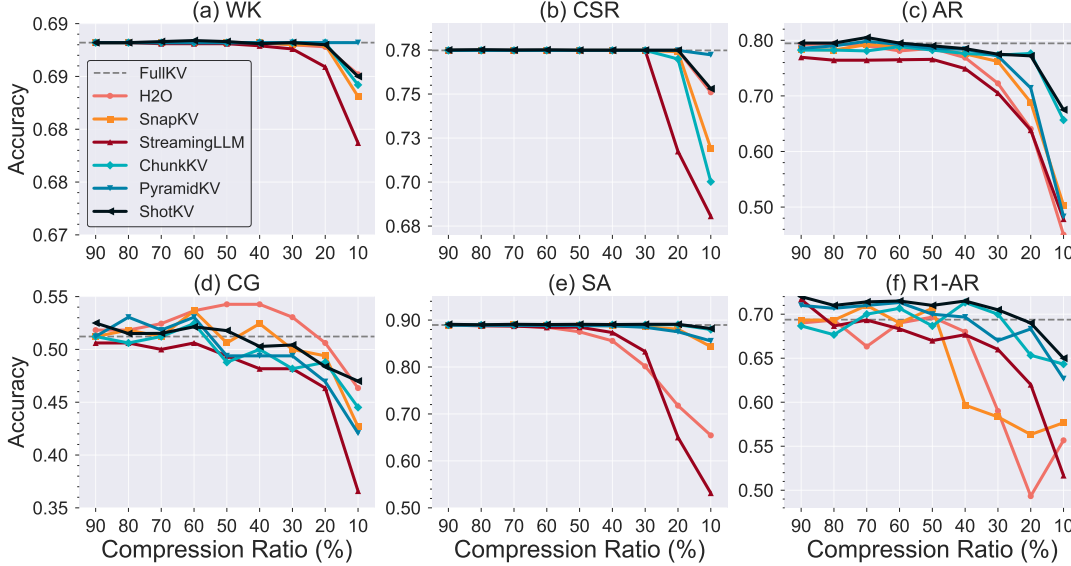 (a) WK
(b) CSR
(c) AR
Accuracy
0.69
0.69
0.68
0.68
0.67
FullKV
H2O
SnapKV
StreamingLLM
ChunkKV
PyramidKV
ShotKV
90 80 70 60 50 40 30 20 10
0.78
0.75
0.73
0.70
0.68
90 80 70 60 50 40 30 20 10
0.80
0.70
0.60
0.50
90 80 70 60 50 40 30 20 10
(d) CG
(e) SA
(f) R1-AR
Accuracy
0.55
0.50
0.45
0.40
0.35
90 80 70 60 50 40 30 20 10
Compression Ratio (%)
0.90
0.80
0.70
0.60
0.50
90 80 70 60 50 40 30 20 10
Compression Ratio (%)
0.70
0.65
0.60
0.55
0.50
90 80 70 60 50 40 30 20 10
Compression Ratio (%)